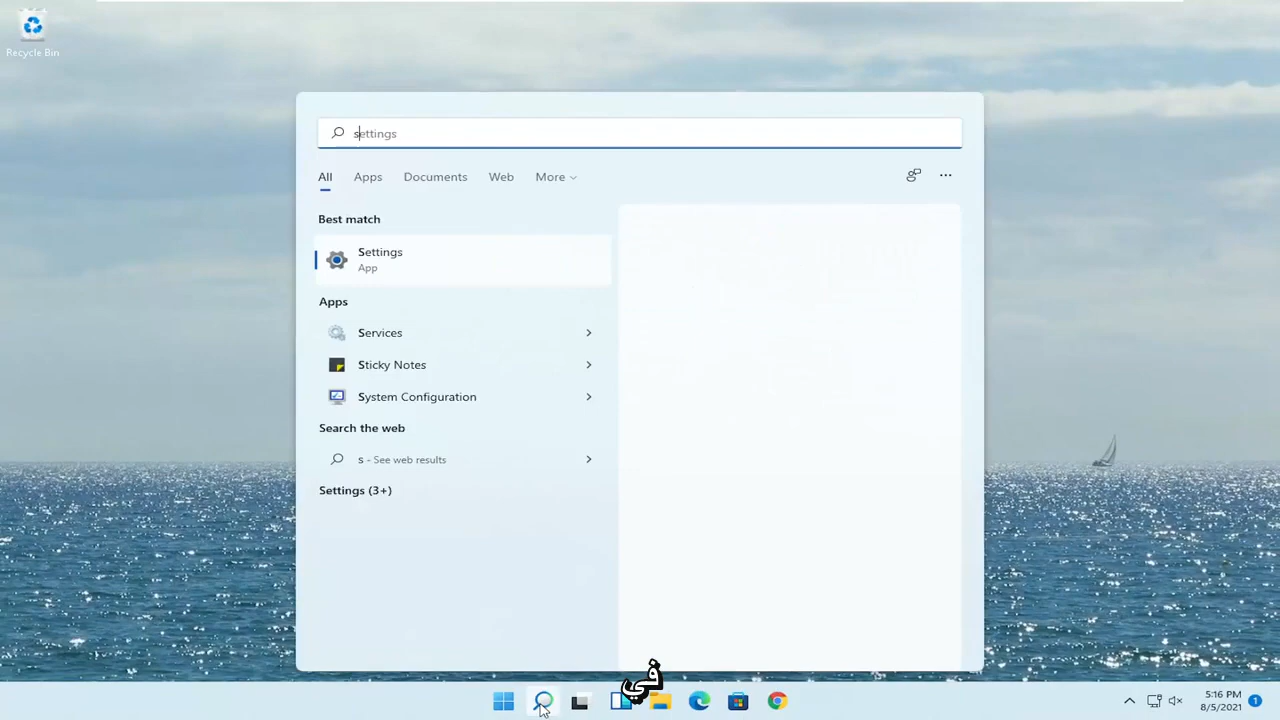 Recycle Bin
settings
All Apps Documents Web More
Best match
Settings
App
Apps
Services
Sticky Notes
System Configuration
Search the web
s - See web results
Settings (3+)
في
5:16 PM
8/5/2021
1